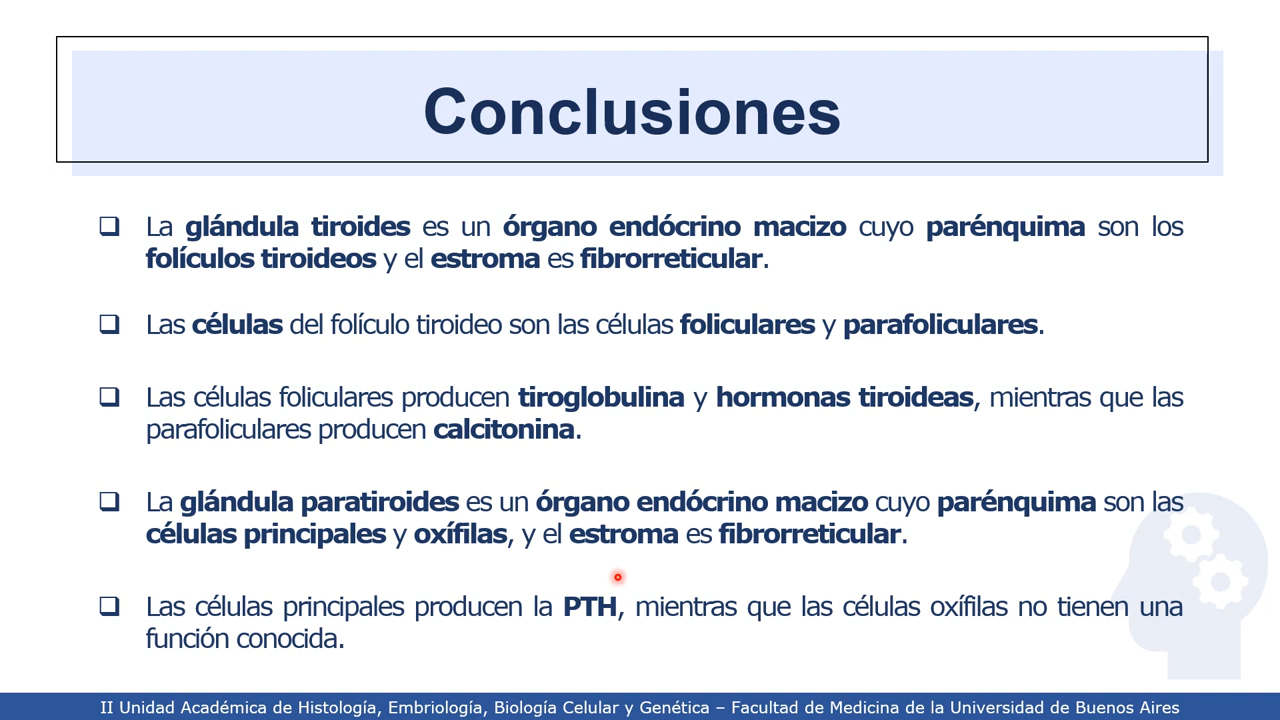 Conclusiones
❑ La glándula tiroides es un órgano endócrino macizo cuyo parénquima son los
folículos tiroideos y el estroma es fibrorreticular.
❑ Las células del folículo tiroideo son las células foliculares y parafoliculares.
❑ Las células foliculares producen tiroglobulina y hormonas tiroideas, mientras que las
parafoliculares producen calcitonina.
❑ La glándula paratiroides es un órgano endócrino macizo cuyo parénquima son las
células principales y oxífilas, y el estroma es fibrorreticular.
❑ Las células principales producen la PTH, mientras que las células oxífilas no tienen una
función conocida.
II Unidad Académica de Histología, Embriología, Biología Celular y Genética – Facultad de Medicina de la Universidad de Buenos Aires